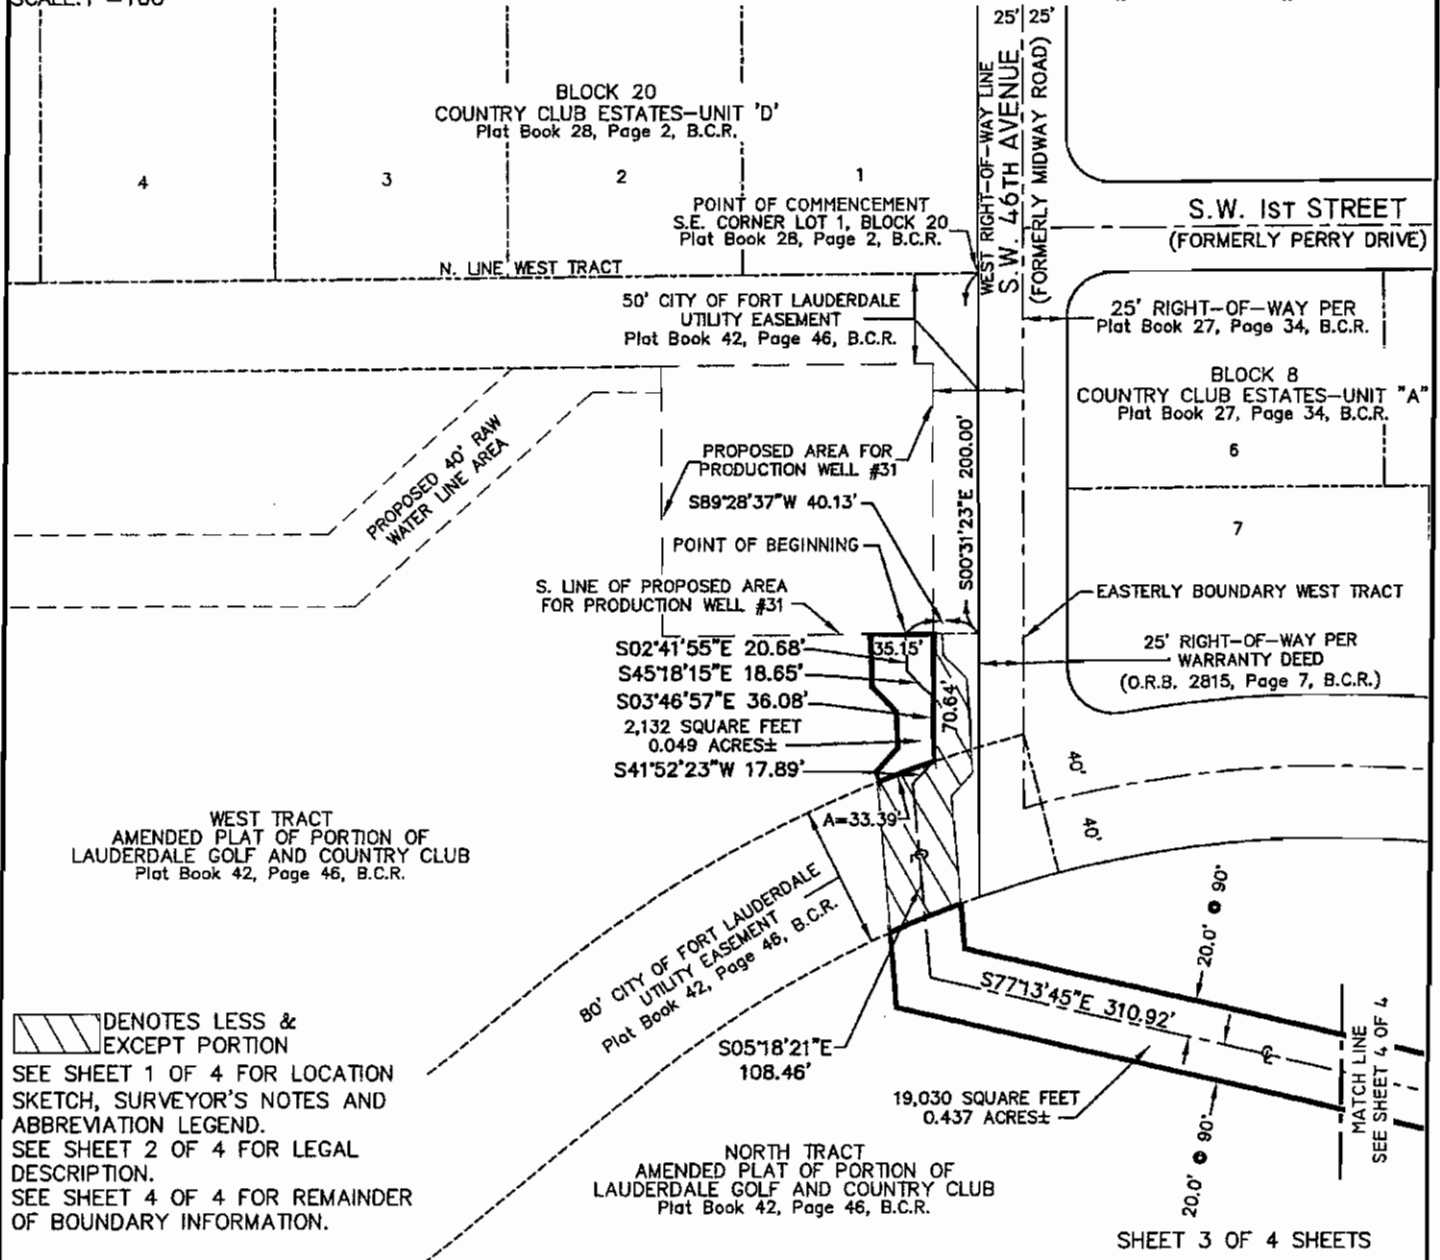 25' 25'
BLOCK 20
COUNTRY CLUB ESTATES-UNIT 'D'
Plat Book 28, Page 2, B.C.R.
4
3
2
1
WEST RIGHT-OF-WAY LINE
S.W. 46TH AVENUE
(FORMERLY MIDWAY ROAD)
POINT OF COMMENCEMENT
S.E. CORNER LOT 1, BLOCK 20
Plat Book 28, Page 2, B.C.R.
S.W. 1ST STREET
(FORMERLY PERRY DRIVE)
N. LINE WEST TRACT
50' CITY OF FORT LAUDERDALE
UTILITY EASEMENT
Plat Book 42, Page 46, B.C.R.
25' RIGHT-OF-WAY PER
Plat Book 27, Page 34, B.C.R.
BLOCK 8
COUNTRY CLUB ESTATES-UNIT "A"
Plat Book 27, Page 34, B.C.R.
6
7
PROPOSED 40' RAW
WATER LINE AREA
PROPOSED AREA FOR
PRODUCTION WELL #31
S00°31'23"E 200.00'
S89°28'37"W 40.13'
POINT OF BEGINNING
S. LINE OF PROPOSED AREA
FOR PRODUCTION WELL #31
EASTERLY BOUNDARY WEST TRACT
25' RIGHT-OF-WAY PER
WARRANTY DEED
(O.R.B. 2815, Page 7, B.C.R.)
S02°41'55"E 20.68'
35.15'
S45°18'15"E 18.65'
S03°46'57"E 36.08'
70.64'
2,132 SQUARE FEET
0.049 ACRES±
S41°52'23"W 17.89'
40'
40'
A=33.39'
WEST TRACT
AMENDED PLAT OF PORTION OF
LAUDERDALE GOLF AND COUNTRY CLUB
Plat Book 42, Page 46, B.C.R.
80' CITY OF FORT LAUDERDALE
UTILITY EASEMENT
Plat Book 42, Page 46, B.C.R.
20.0' @ 90°
S77°13'45"E 310.92'
S05°18'21"E
108.46'
19,030 SQUARE FEET
0.437 ACRES±
20.0' @ 90°
MATCH LINE
SEE SHEET 4 OF 4
DENOTES LESS &
EXCEPT PORTION
SEE SHEET 1 OF 4 FOR LOCATION
SKETCH, SURVEYOR'S NOTES AND
ABBREVIATION LEGEND.
SEE SHEET 2 OF 4 FOR LEGAL
DESCRIPTION.
SEE SHEET 4 OF 4 FOR REMAINDER
OF BOUNDARY INFORMATION.
NORTH TRACT
AMENDED PLAT OF PORTION OF
LAUDERDALE GOLF AND COUNTRY CLUB
Plat Book 42, Page 46, B.C.R.
SHEET 3 OF 4 SHEETS